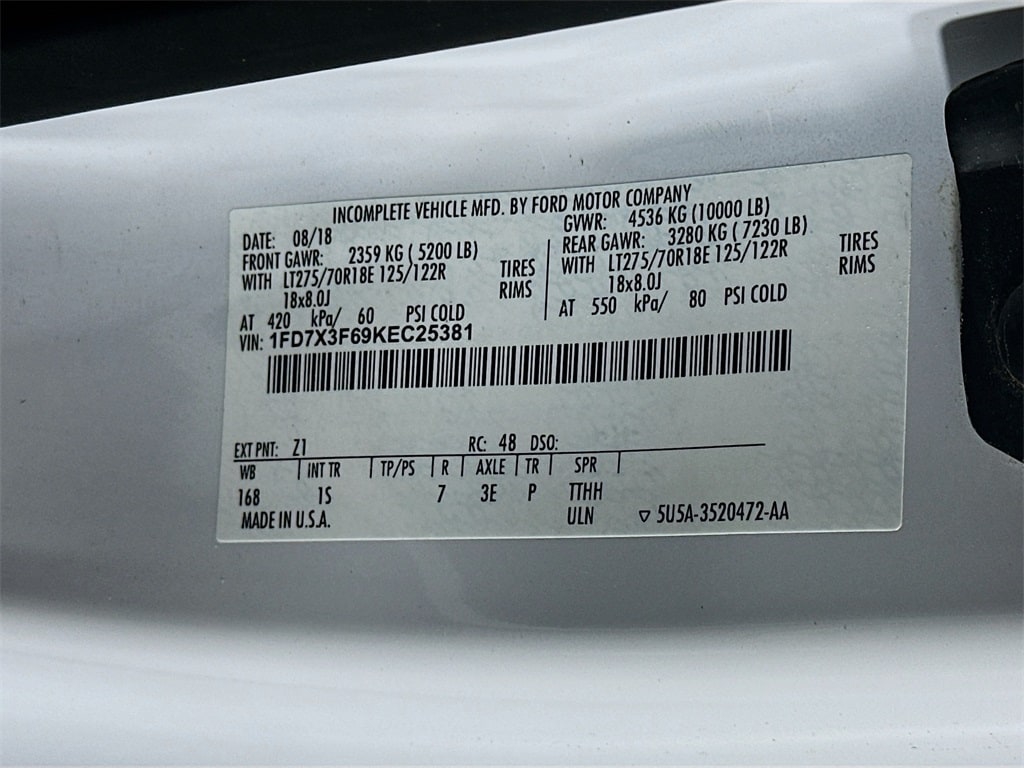 INCOMPLETE VEHICLE MFD. BY FORD MOTOR COMPANY
DATE: 08/18 GVWR: 4536 KG (10000 LB)
FRONT GAWR: 2359 KG ( 5200 LB) REAR GAWR: 3280 KG ( 7230 LB)
WITH LT275/70R18E 125/122R TIRES WITH LT275/70R18E 125/122R TIRES
18x8.0J RIMS 18x8.0J RIMS
AT 420 kPa/ 60 PSI COLD AT 550 kPa/ 80 PSI COLD
VIN: 1FD7X3F69KEC25381
EXT PNT: Z1 RC: 48 DSO:
WB INT TR TP/PS R AXLE TR SPR
168 1S 7 3E P TTHH
MADE IN U.S.A. ULN ▽ 5U5A-3520472-AA